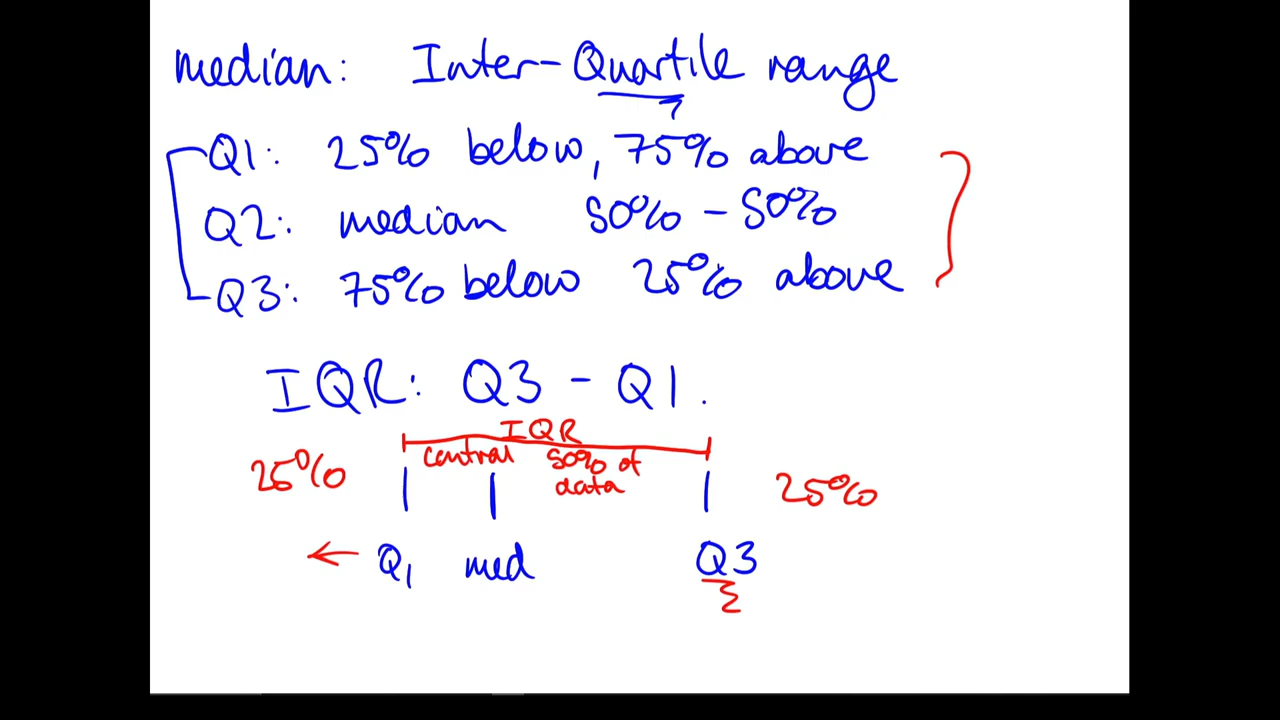 median: Inter-Quartile range
Q1: 25% below, 75% above
Q2: median 50% - 50%
Q3: 75% below 25% above
IQR: Q3 - Q1.
IQR
25% central 50% of data 25%
Q1 med Q3